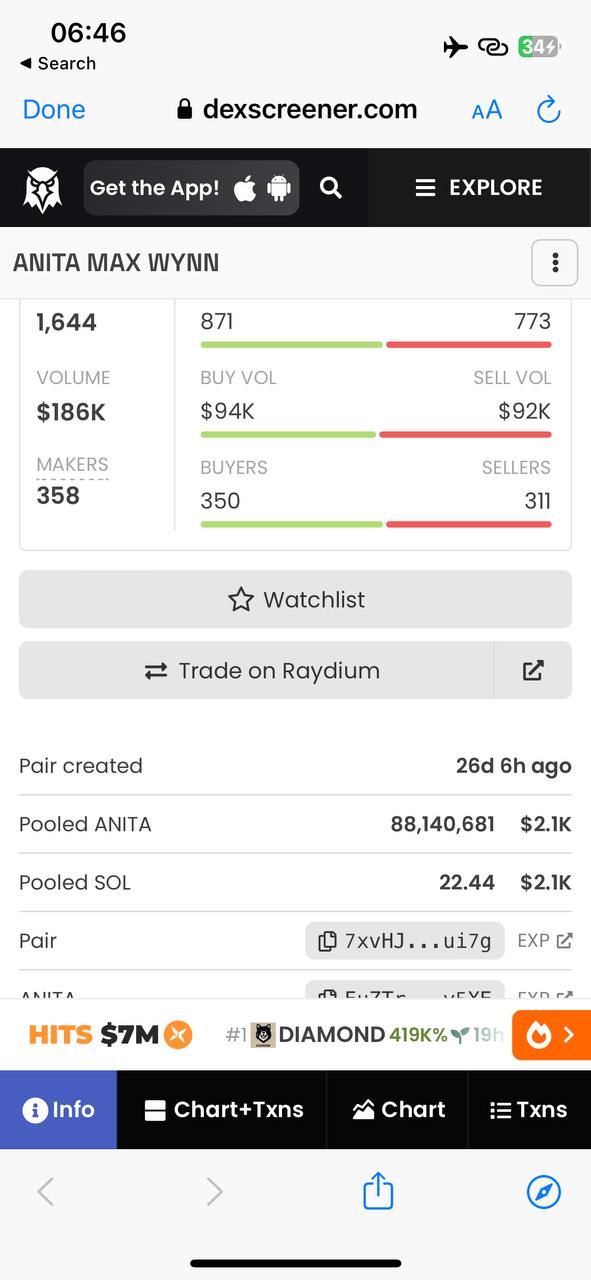 06:46
34
Search
Done
dexscreener.com
AA
Get the App!
EXPLORE
ANITA MAX WYNN
1,644
871
773
VOLUME
BUY VOL
SELL VOL
$186K
$94K
$92K
MAKERS
BUYERS
SELLERS
358
350
311
Watchlist
Trade on Raydium
Pair created
26d 6h ago
Pooled ANITA
88,140,681
$2.1K
Pooled SOL
22.44
$2.1K
Pair
7xvHJ...ui7g
EXP
ANITA
EXP
HITS $7M
#1 DIAMOND 419K% 19h
Info
Chart+Txns
Chart
Txns